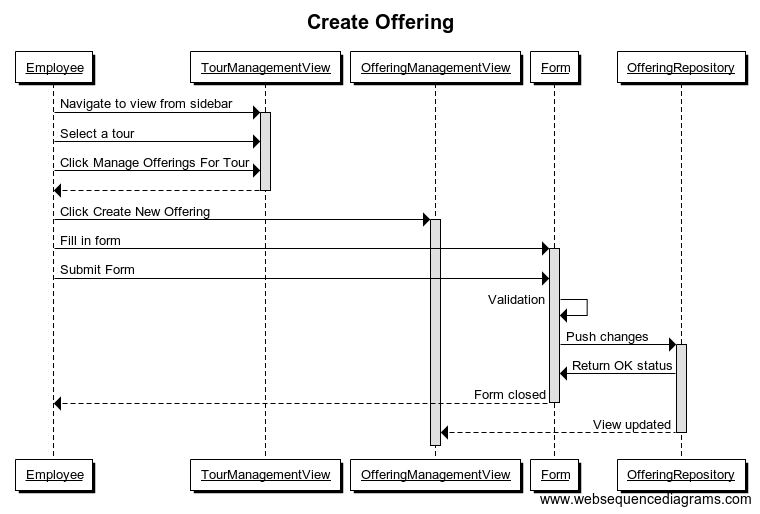 Create Offering
Employee TourManagementView OfferingManagementView Form OfferingRepository
Navigate to view from sidebar
Select a tour
Click Manage Offerings For Tour
Click Create New Offering
Fill in form
Submit Form
Validation
Push changes
Return OK status
Form closed
View updated
Employee TourManagementView OfferingManagementView Form OfferingRepository
www.websequencediagrams.com